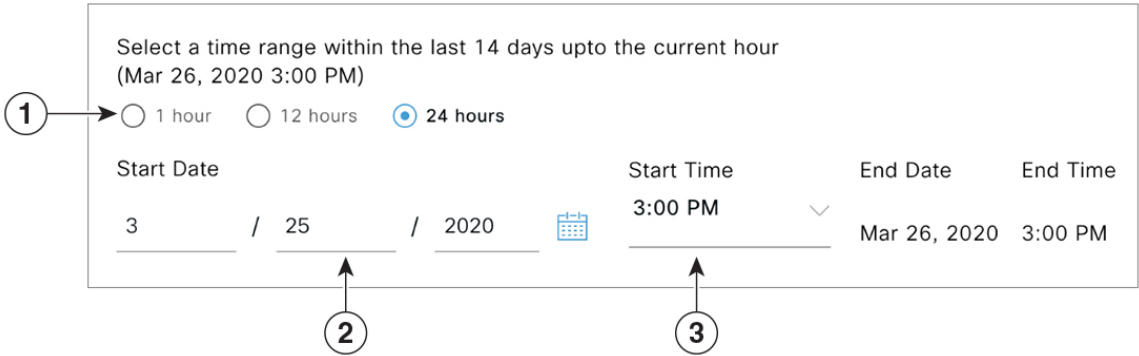 Select a time range within the last 14 days upto the current hour
(Mar 26, 2020 3:00 PM)
1 1 hour 12 hours 24 hours
Start Date Start Time End Date End Time
3 / 25 / 2020 3:00 PM Mar 26, 2020 3:00 PM
2 3